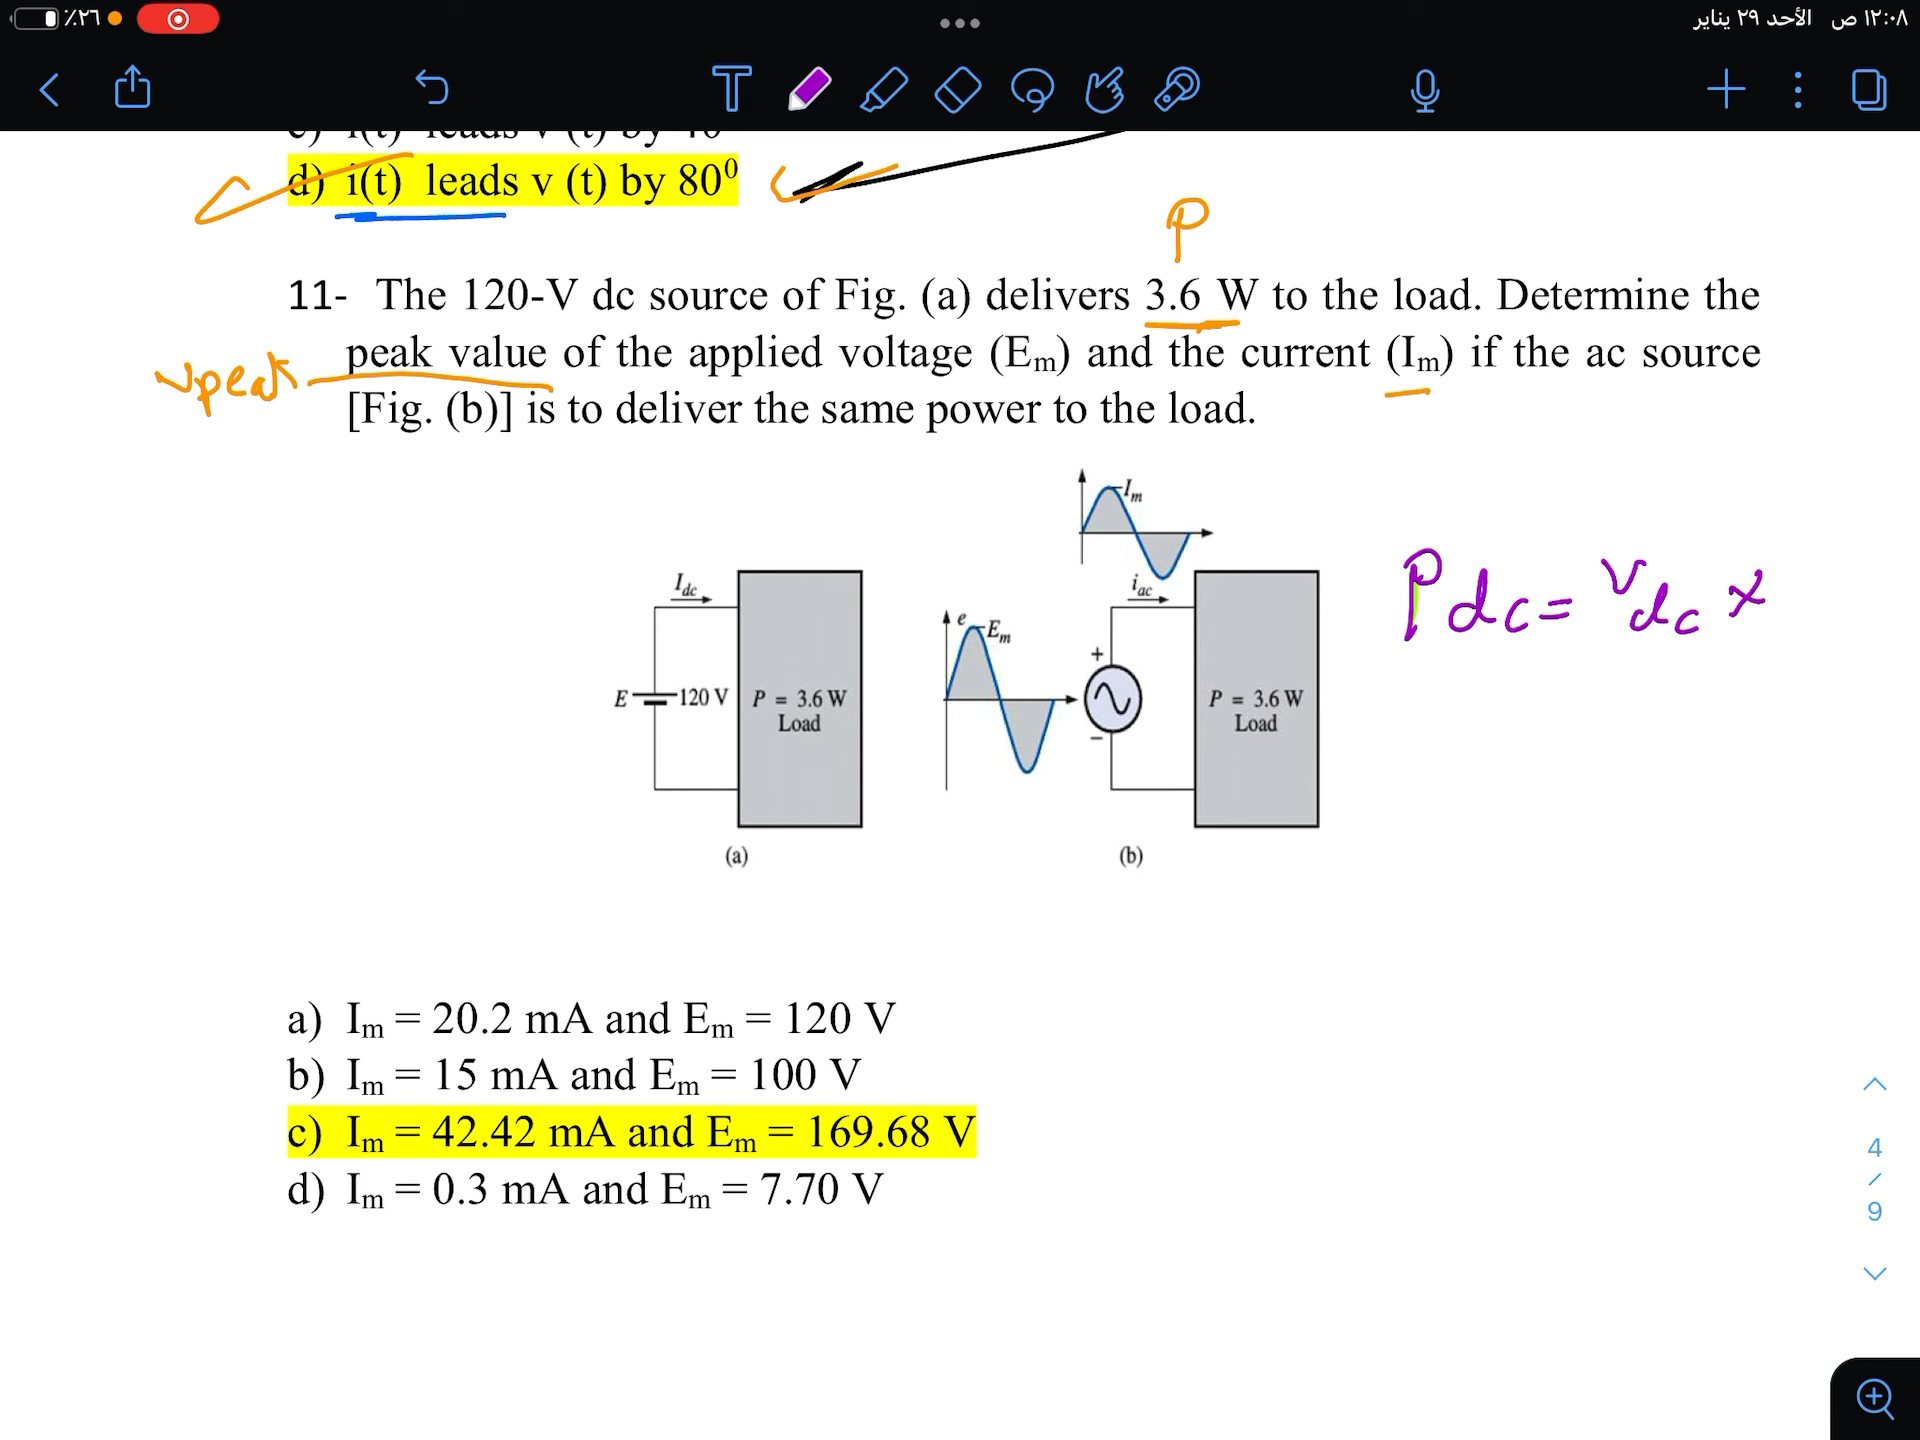 ٪٢٦
١٢:٠٨ ص الأحد ٢٩ يناير
d) i(t) leads v (t) by 80⁰
P
11- The 120-V dc source of Fig. (a) delivers 3.6 W to the load. Determine the
peak value of the applied voltage (Eₘ) and the current (Iₘ) if the ac source
Vpeak
[Fig. (b)] is to deliver the same power to the load.
Iₘ
I dc
i ac
e
Eₘ
+
E
120 V
P = 3.6 W
Load
−
P = 3.6 W
Load
(a)
(b)
Pdc = Vdc x
a) Iₘ = 20.2 mA and Eₘ = 120 V
b) Iₘ = 15 mA and Eₘ = 100 V
c) Iₘ = 42.42 mA and Eₘ = 169.68 V
d) Iₘ = 0.3 mA and Eₘ = 7.70 V
4
/
9